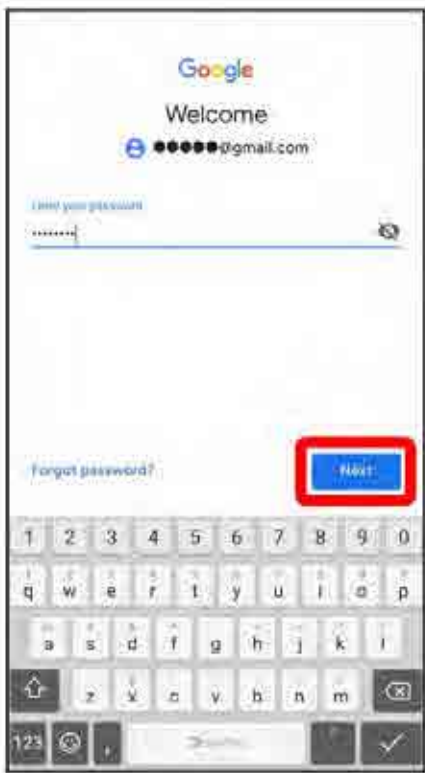 Google
Welcome
●●●●●@gmail.com
Enter your password
••••••••
Forgot password?
Next
1 2 3 4 5 6 7 8 9 0
q w e r t y u i o p
a s d f g h j k l
z x c v b n m
123 ,